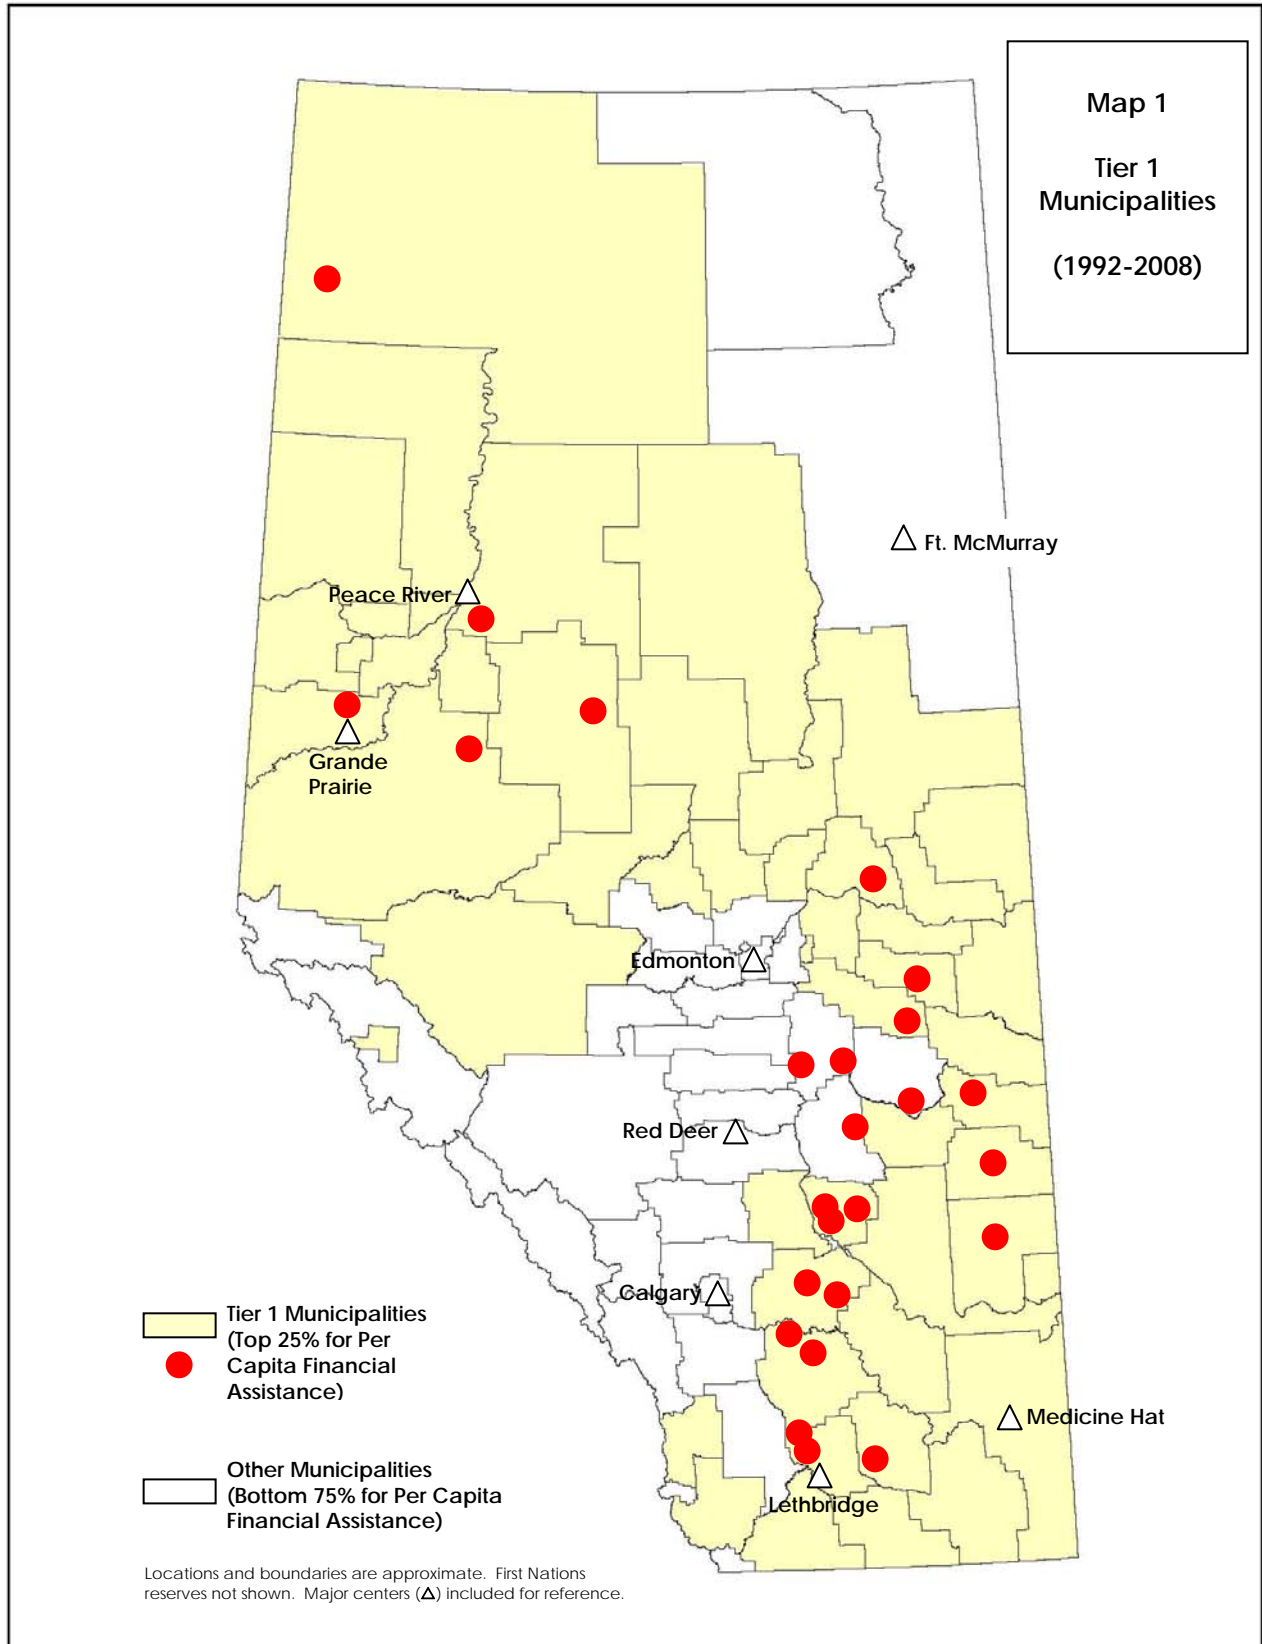 Map 1
Tier 1
Municipalities
(1992-2008)
Ft. McMurray
Peace River
Grande
Prairie
Edmonton
Red Deer
Calgary
Medicine Hat
Lethbridge
Tier 1 Municipalities
(Top 25% for Per
Capita Financial
Assistance)
Other Municipalities
(Bottom 75% for Per Capita
Financial Assistance)
Locations and boundaries are approximate. First Nations
reserves not shown. Major centers (△) included for reference.